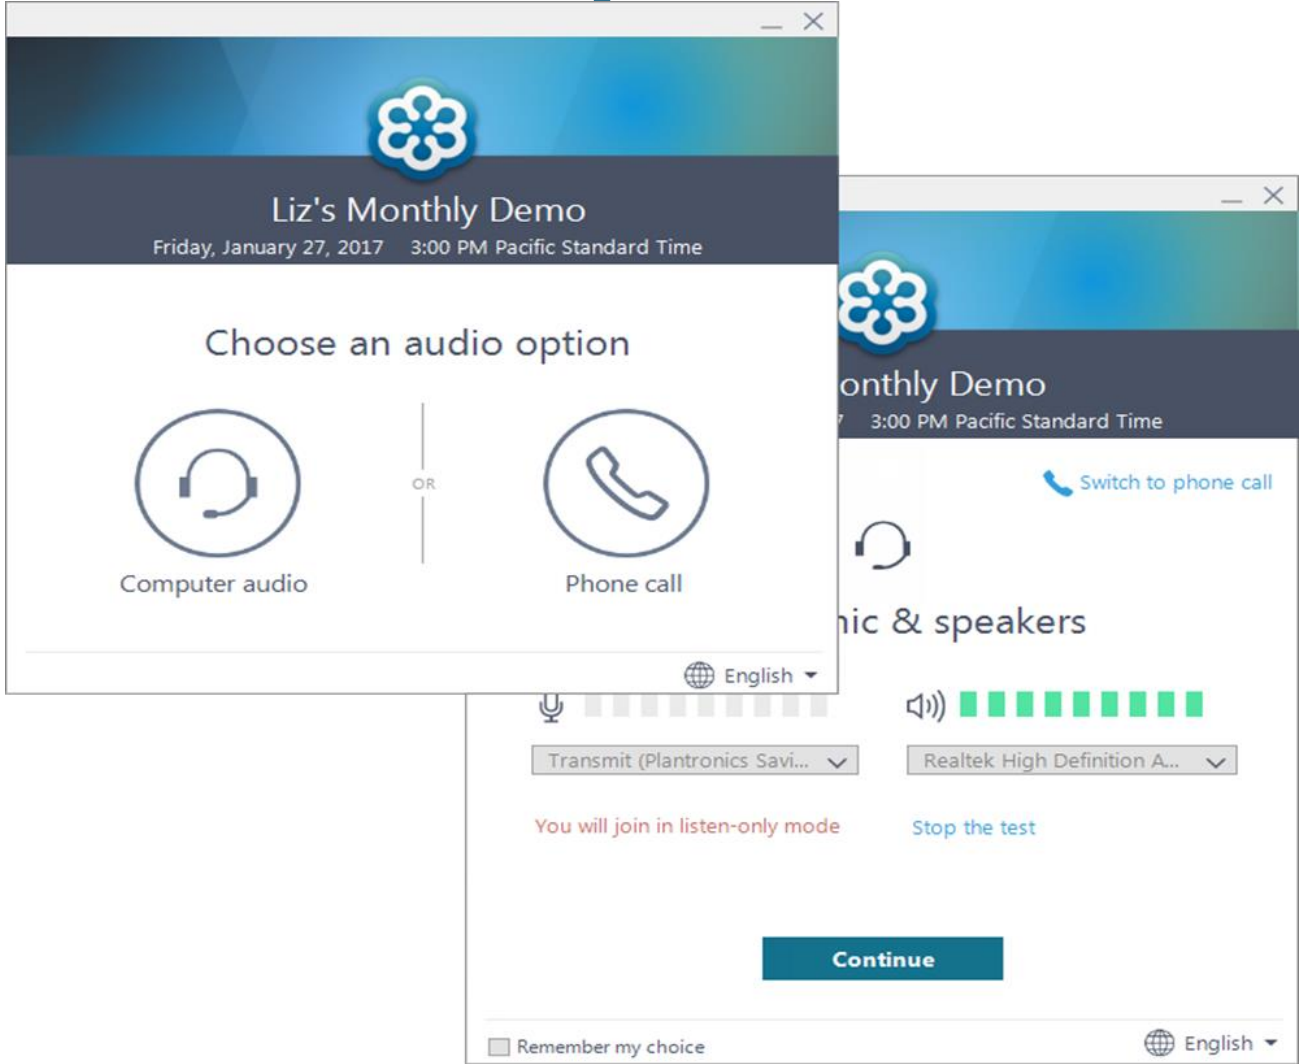 Liz's Monthly Demo
Friday, January 27, 2017 3:00 PM Pacific Standard Time
Choose an audio option
OR
Computer audio
Phone call
English
onthly Demo
7 3:00 PM Pacific Standard Time
Switch to phone call
ic & speakers
Transmit (Plantronics Savi...
Realtek High Definition A...
You will join in listen-only mode
Stop the test
Continue
Remember my choice
English